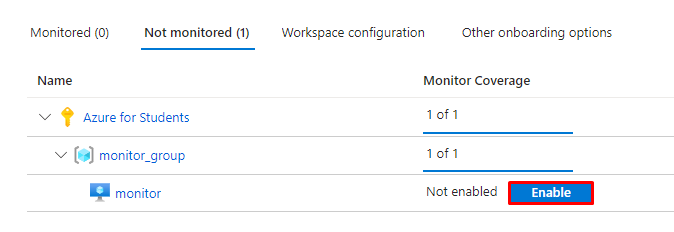 Monitored (0) Not monitored (1) Workspace configuration Other onboarding options
Name Monitor Coverage
Azure for Students 1 of 1
monitor_group 1 of 1
monitor Not enabled Enable